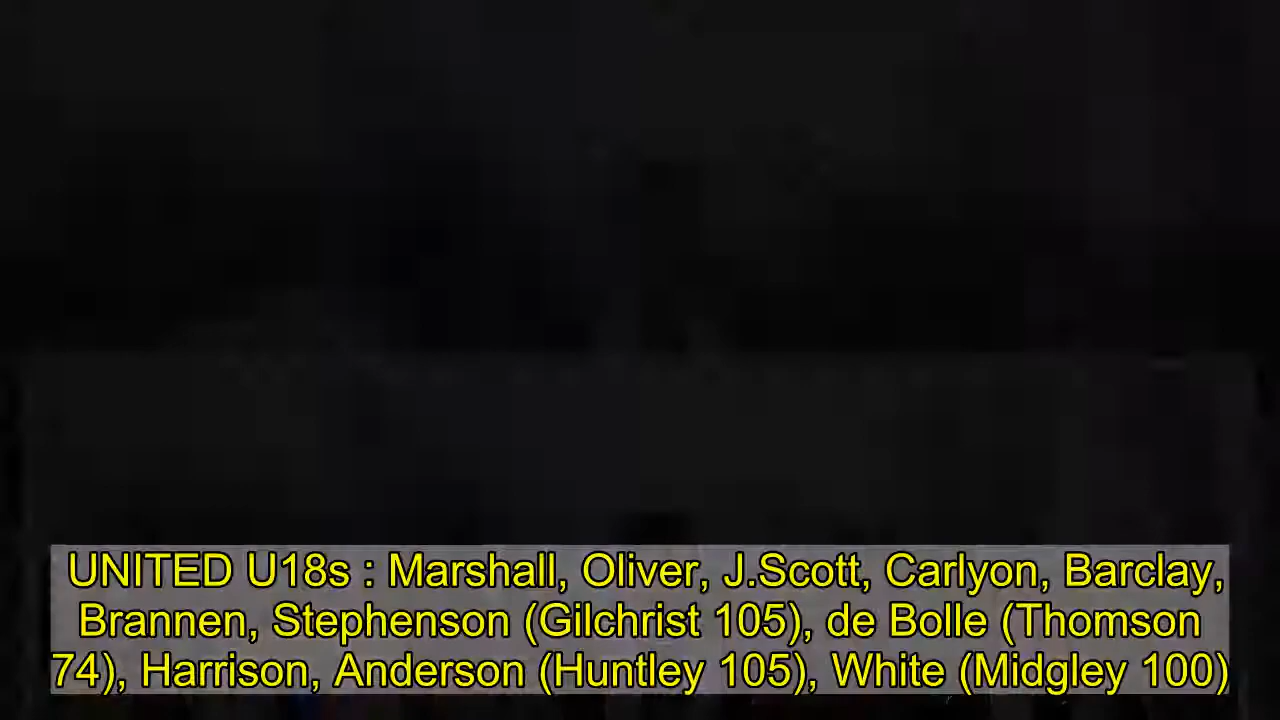 UNITED U18s : Marshall, Oliver, J.Scott, Carlyon, Barclay,
Brannen, Stephenson (Gilchrist 105), de Bolle (Thomson
74), Harrison, Anderson (Huntley 105), White (Midgley 100)